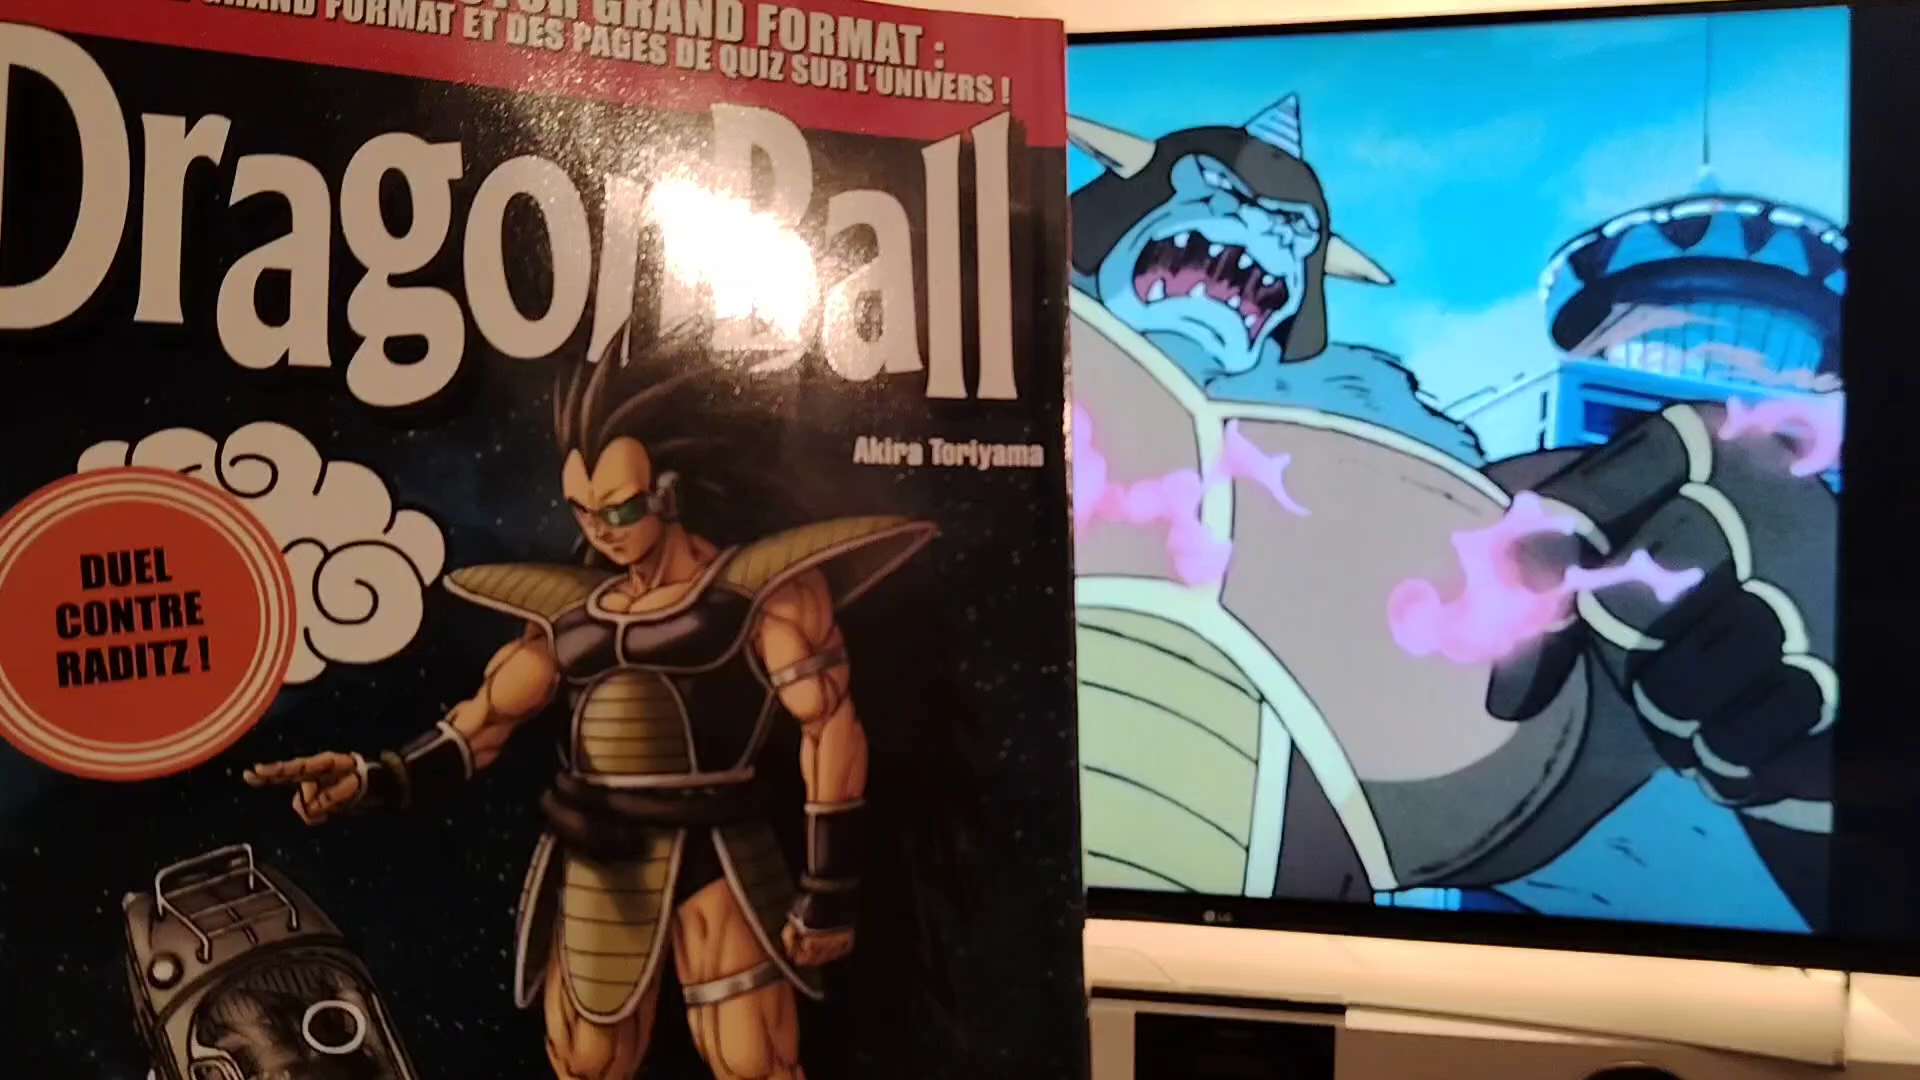 GRAND FORMAT :
GRAND FORMAT ET DES PAGES DE QUIZ SUR L'UNIVERS !
Dragon Ball
Akira Toriyama
DUEL
CONTRE
RADITZ !
LG